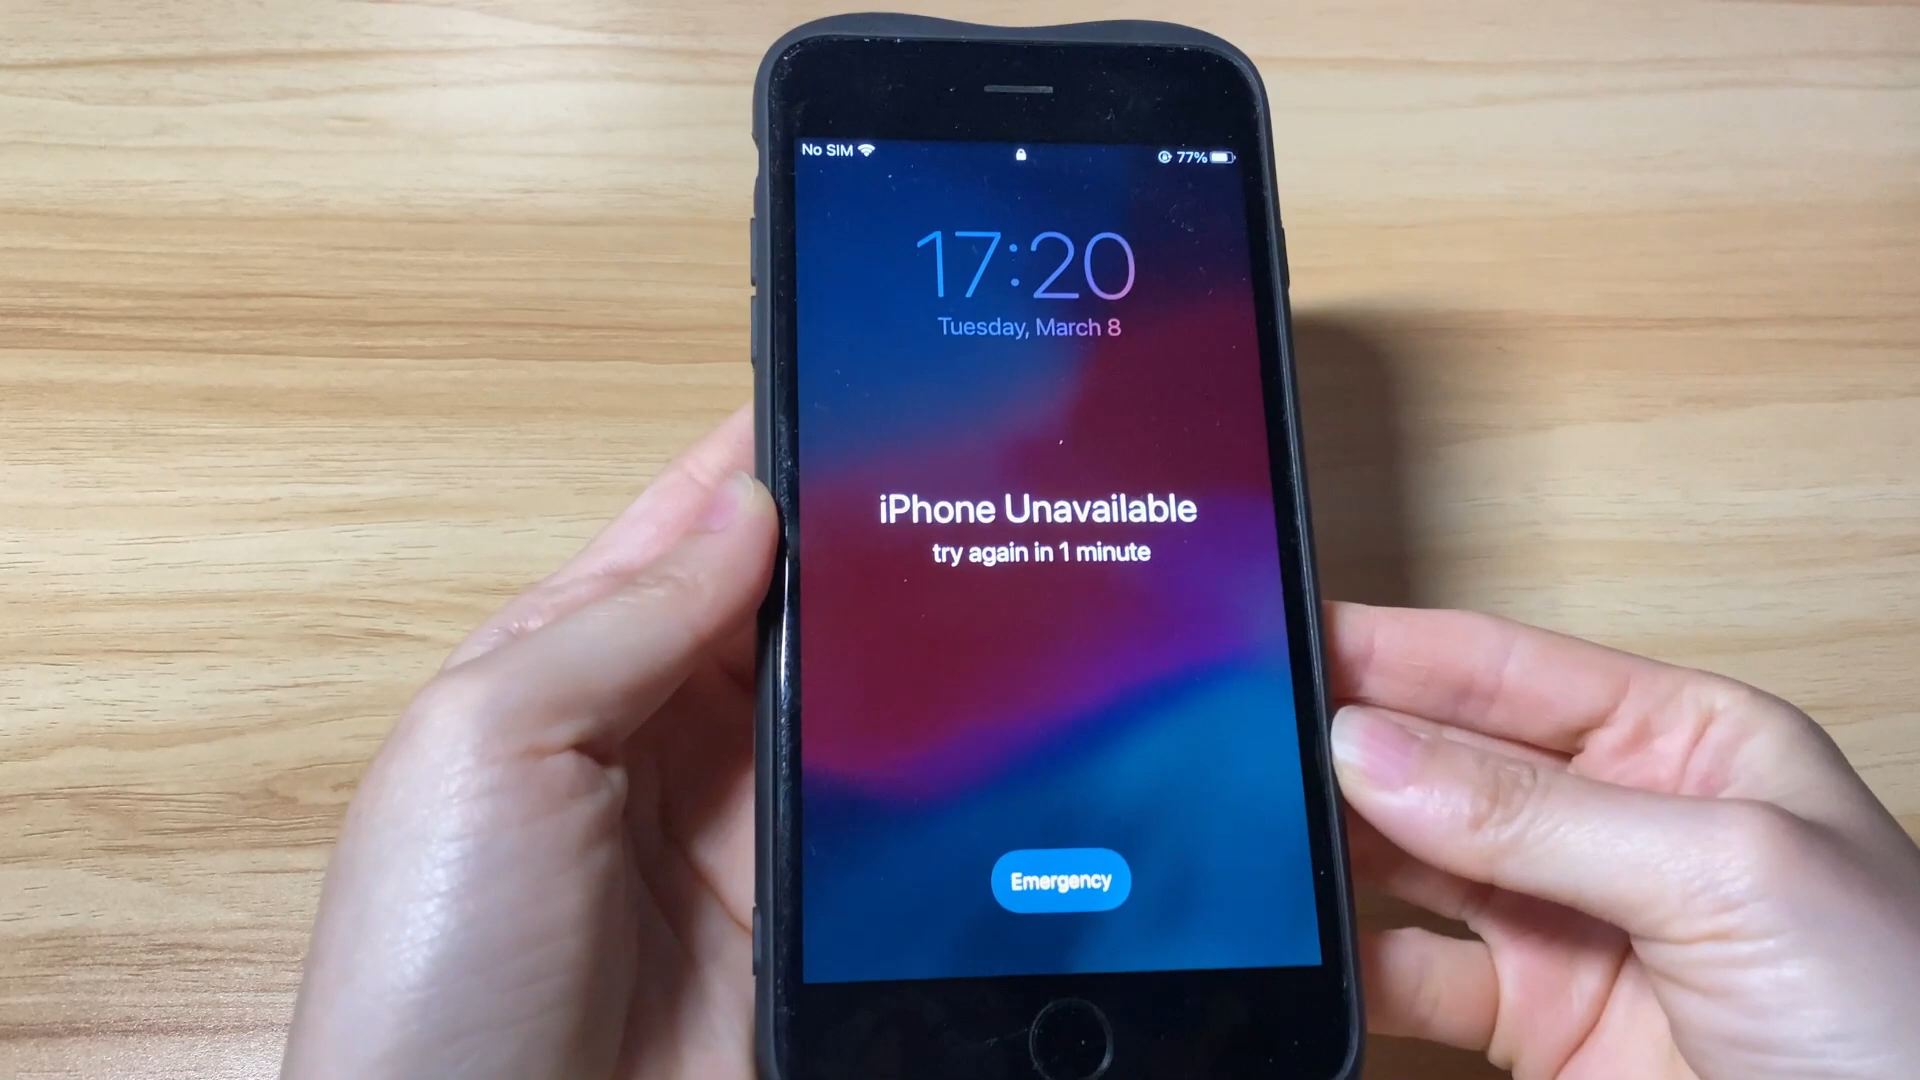 No SIM
77%
17:20
Tuesday, March 8
iPhone Unavailable
try again in 1 minute
Emergency